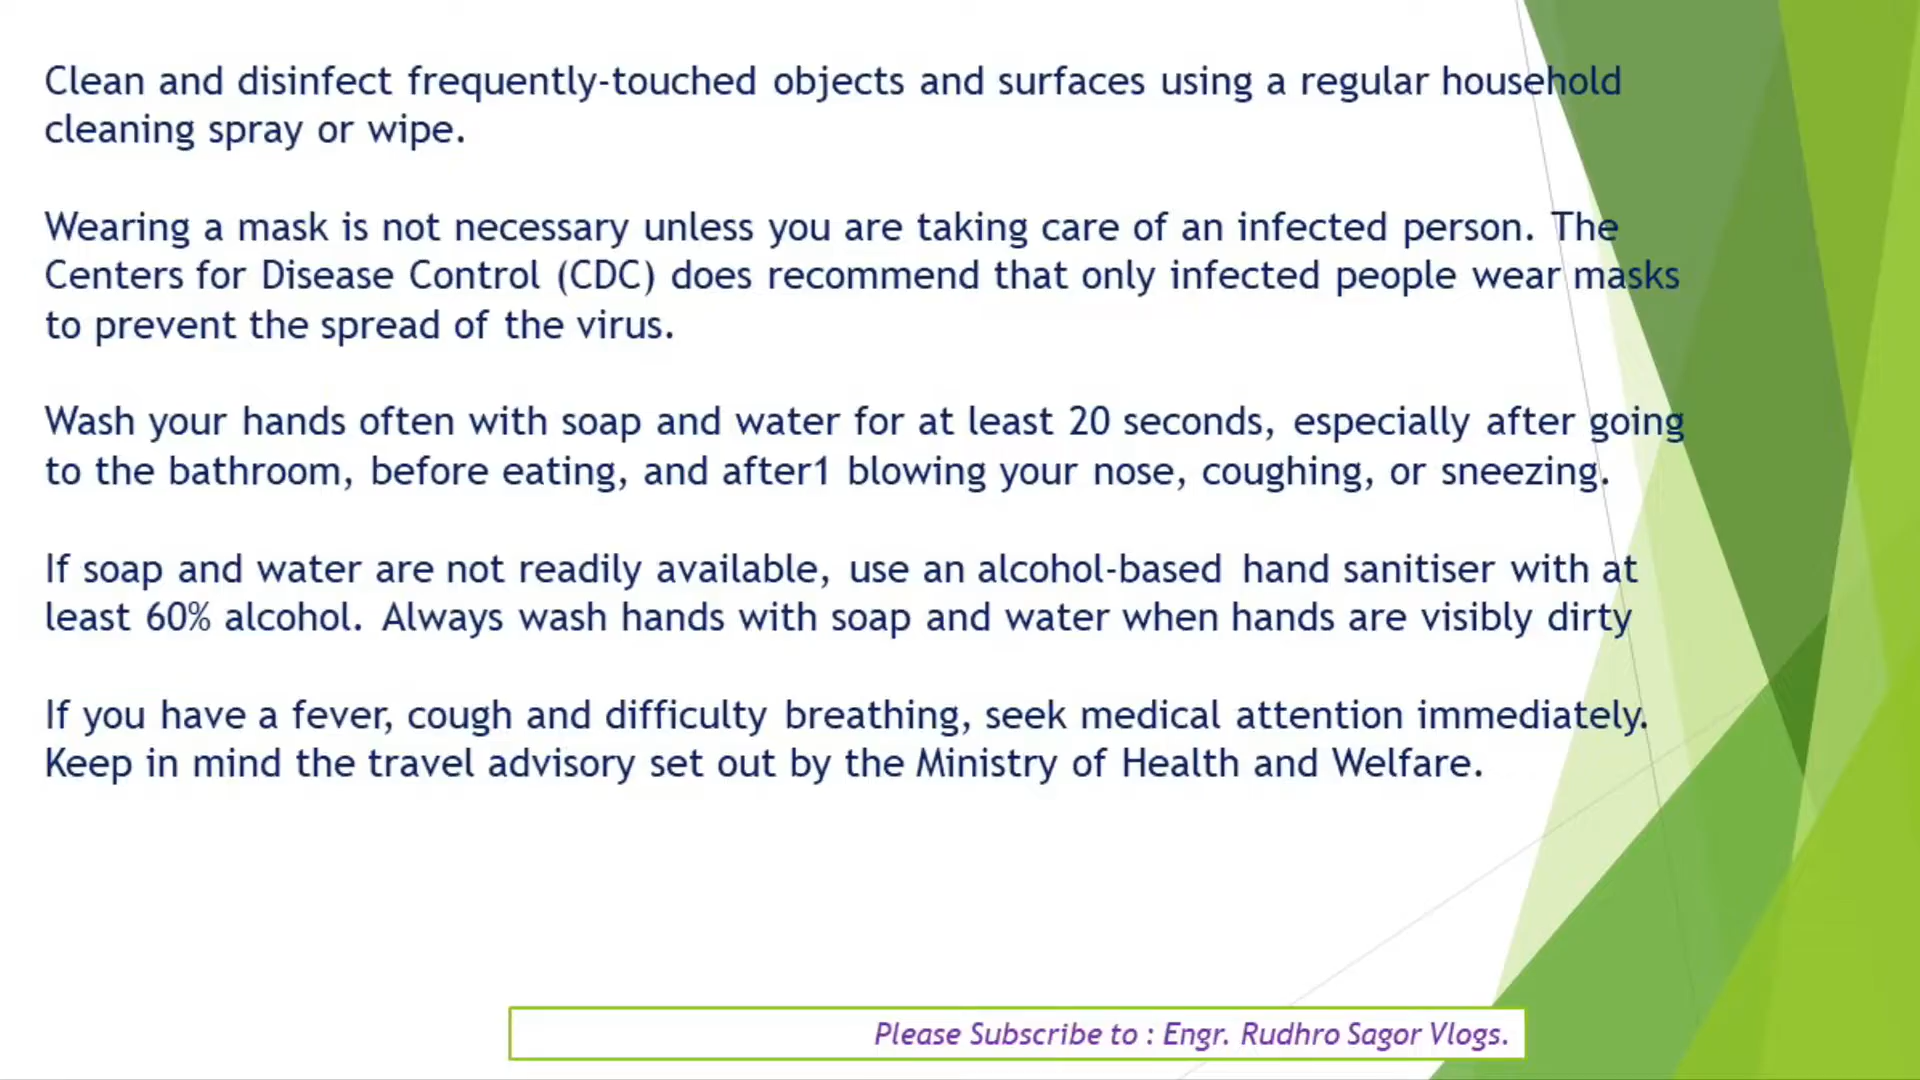 Clean and disinfect frequently-touched objects and surfaces using a regular household
cleaning spray or wipe.
Wearing a mask is not necessary unless you are taking care of an infected person. The
Centers for Disease Control (CDC) does recommend that only infected people wear masks
to prevent the spread of the virus.
Wash your hands often with soap and water for at least 20 seconds, especially after going
to the bathroom, before eating, and after1 blowing your nose, coughing, or sneezing.
If soap and water are not readily available, use an alcohol-based hand sanitiser with at
least 60% alcohol. Always wash hands with soap and water when hands are visibly dirty
If you have a fever, cough and difficulty breathing, seek medical attention immediately.
Keep in mind the travel advisory set out by the Ministry of Health and Welfare.
Please Subscribe to : Engr. Rudhro Sagor Vlogs.